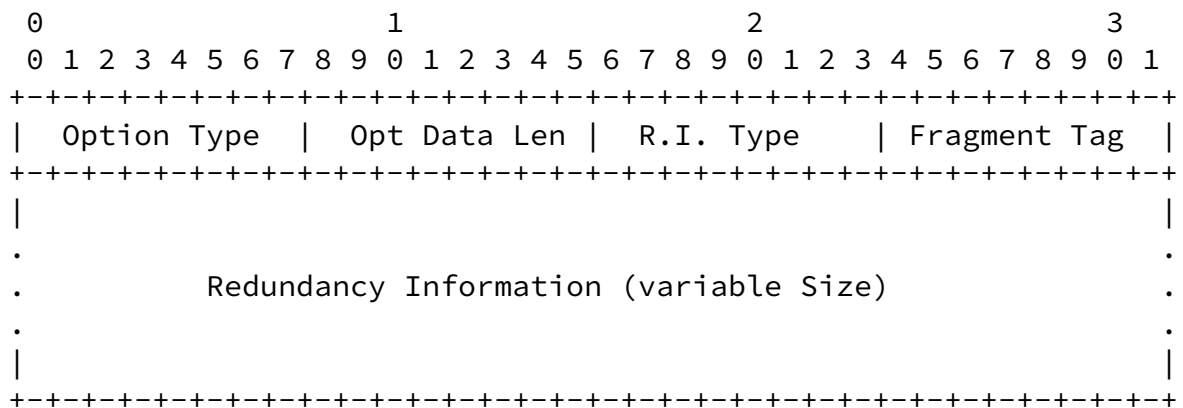 0                   1                   2                   3
 0 1 2 3 4 5 6 7 8 9 0 1 2 3 4 5 6 7 8 9 0 1 2 3 4 5 6 7 8 9 0 1
+-+-+-+-+-+-+-+-+-+-+-+-+-+-+-+-+-+-+-+-+-+-+-+-+-+-+-+-+-+-+-+-+
|  Option Type  |  Opt Data Len |  R.I. Type    | Fragment Tag  |
+-+-+-+-+-+-+-+-+-+-+-+-+-+-+-+-+-+-+-+-+-+-+-+-+-+-+-+-+-+-+-+-+
|                                                               |
.                                                               .
.          Redundancy Information (variable Size)               .
.                                                               .
|                                                               |
+-+-+-+-+-+-+-+-+-+-+-+-+-+-+-+-+-+-+-+-+-+-+-+-+-+-+-+-+-+-+-+-+